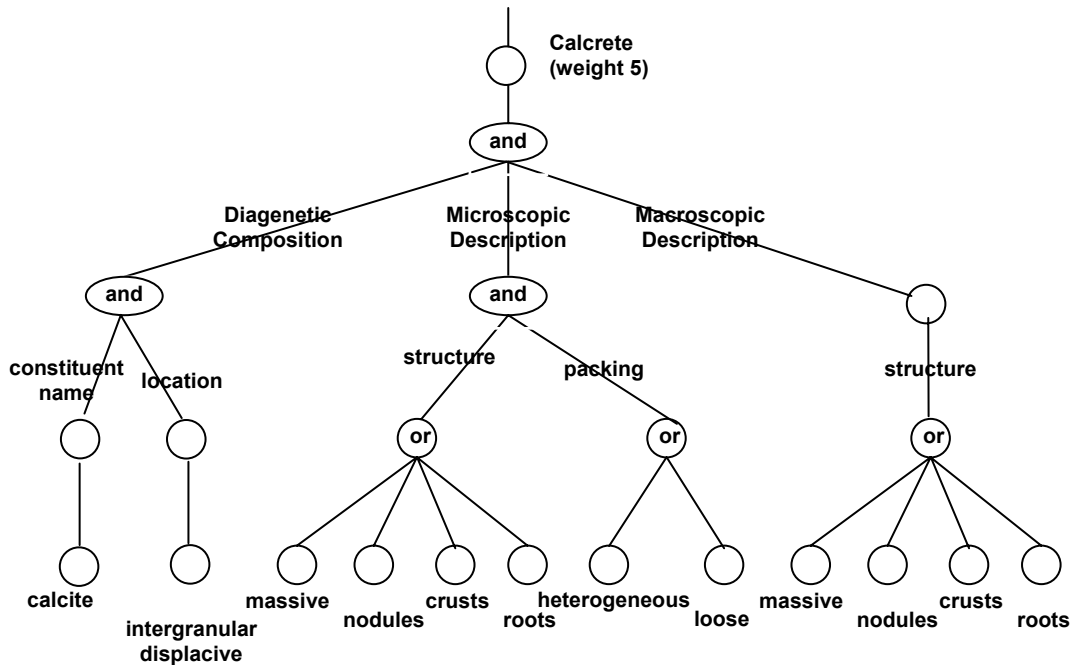 Calcrete
(weight 5)
and
Diagenetic
Composition
Microscopic
Description
Macroscopic
Description
and
and
constituent
name
location
structure
packing
structure
or
or
or
calcite
intergranular
displacive
massive
nodules
crusts
roots
heterogeneous
loose
massive
nodules
crusts
roots